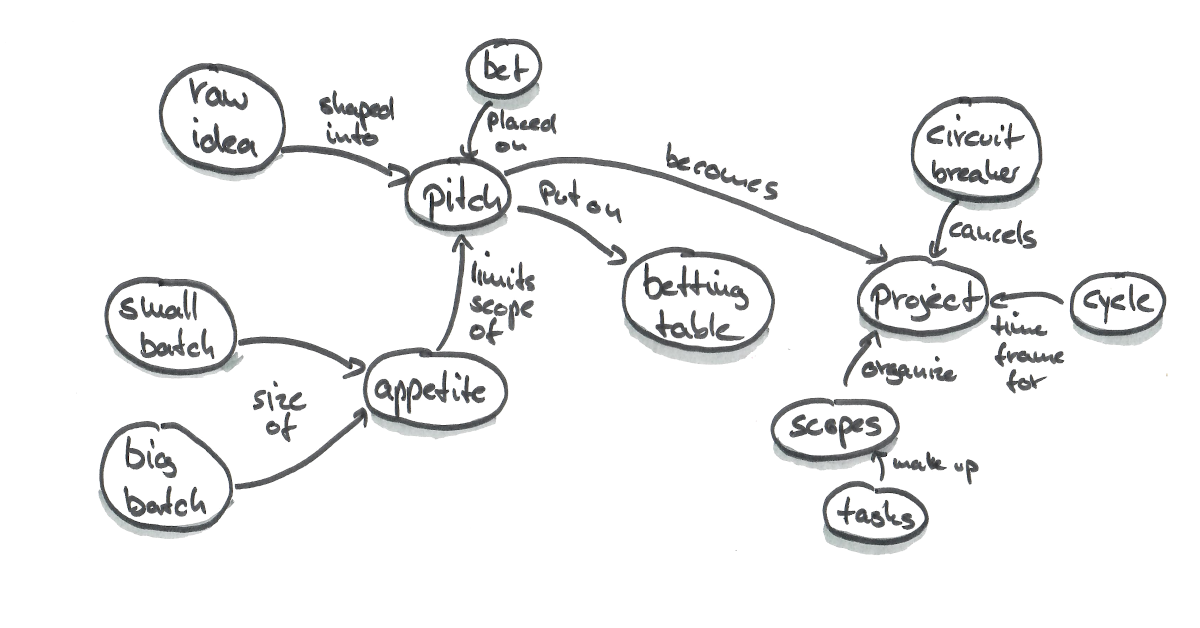 bet
raw
idea
shaped
into
placed
on
pitch
becomes
put on
circuit
breaker
cancels
limits
scope
of
betting
table
project
cycle
time
frame
for
small
batch
size
of
appetite
organize
scopes
make up
big
batch
tasks